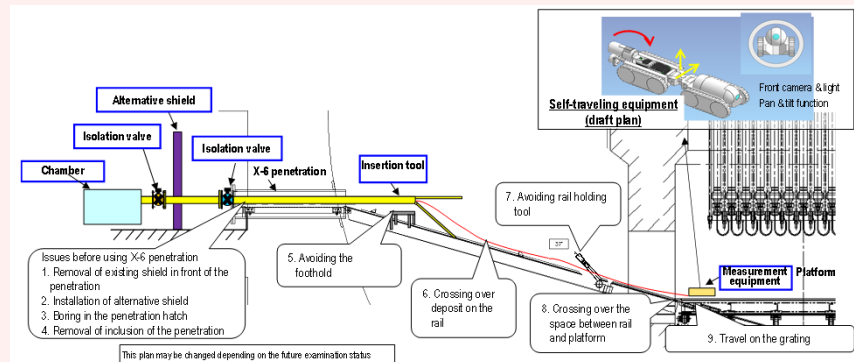 Front camera & light
Pan & tilt function
Self-traveling equipment
(draft plan)
Alternative shield
Isolation valve
Isolation valve
Chamber
X-6 penetration
Insertion tool
7. Avoiding rail holding
tool
Issues before using X-6 penetration
1. Removal of existing shield in front of the
penetration
2. Installation of alternative shield
3. Boring in the penetration hatch
4. Removal of inclusion of the penetration
5. Avoiding the
foothold
6. Crossing over
deposit on the
rail
Measurement
equipment
Platform
8. Crossing over the
space between rail
and platform
9. Travel on the grating
This plan may be changed depending on the future examination status